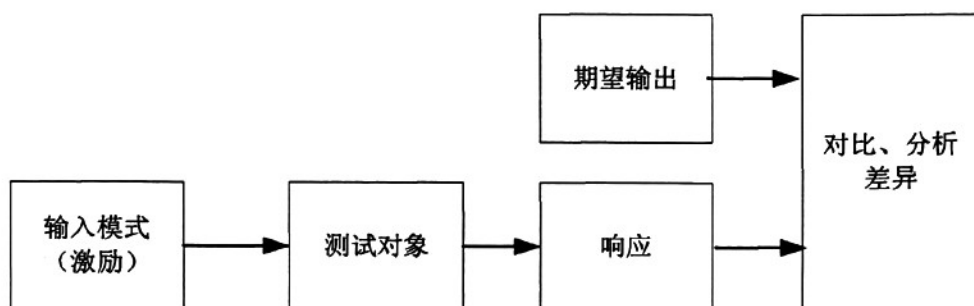 期望输出
对比、分析
差异
输入模式
（激励）
测试对象
响应